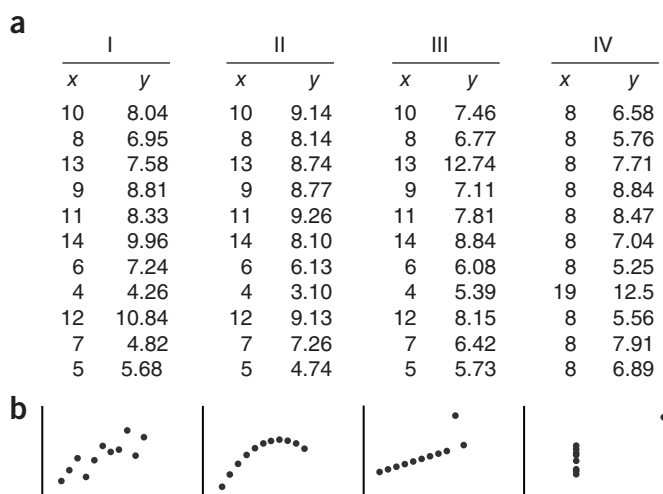 a
I II III IV
x y x y x y x y
10 8.04 10 9.14 10 7.46 8 6.58
8 6.95 8 8.14 8 6.77 8 5.76
13 7.58 13 8.74 13 12.74 8 7.71
9 8.81 9 8.77 9 7.11 8 8.84
11 8.33 11 9.26 11 7.81 8 8.47
14 9.96 14 8.10 14 8.84 8 7.04
6 7.24 6 6.13 6 6.08 8 5.25
4 4.26 4 3.10 4 5.39 19 12.5
12 10.84 12 9.13 12 8.15 8 5.56
7 4.82 7 7.26 7 6.42 8 7.91
5 5.68 5 4.74 5 5.73 8 6.89
b